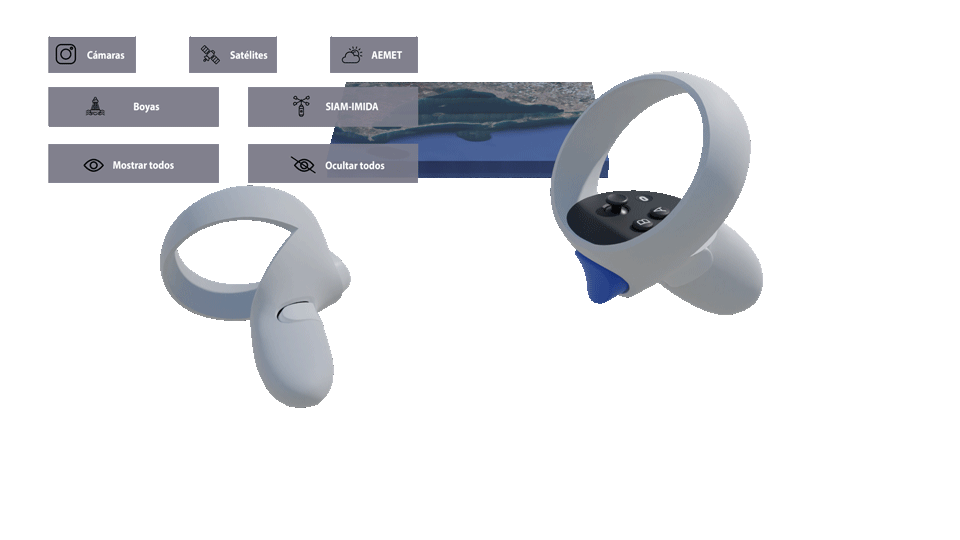 Cámaras
Satélites
AEMET
Boyas
SIAM-IMIDA
Mostrar todos
Ocultar todos
A
B